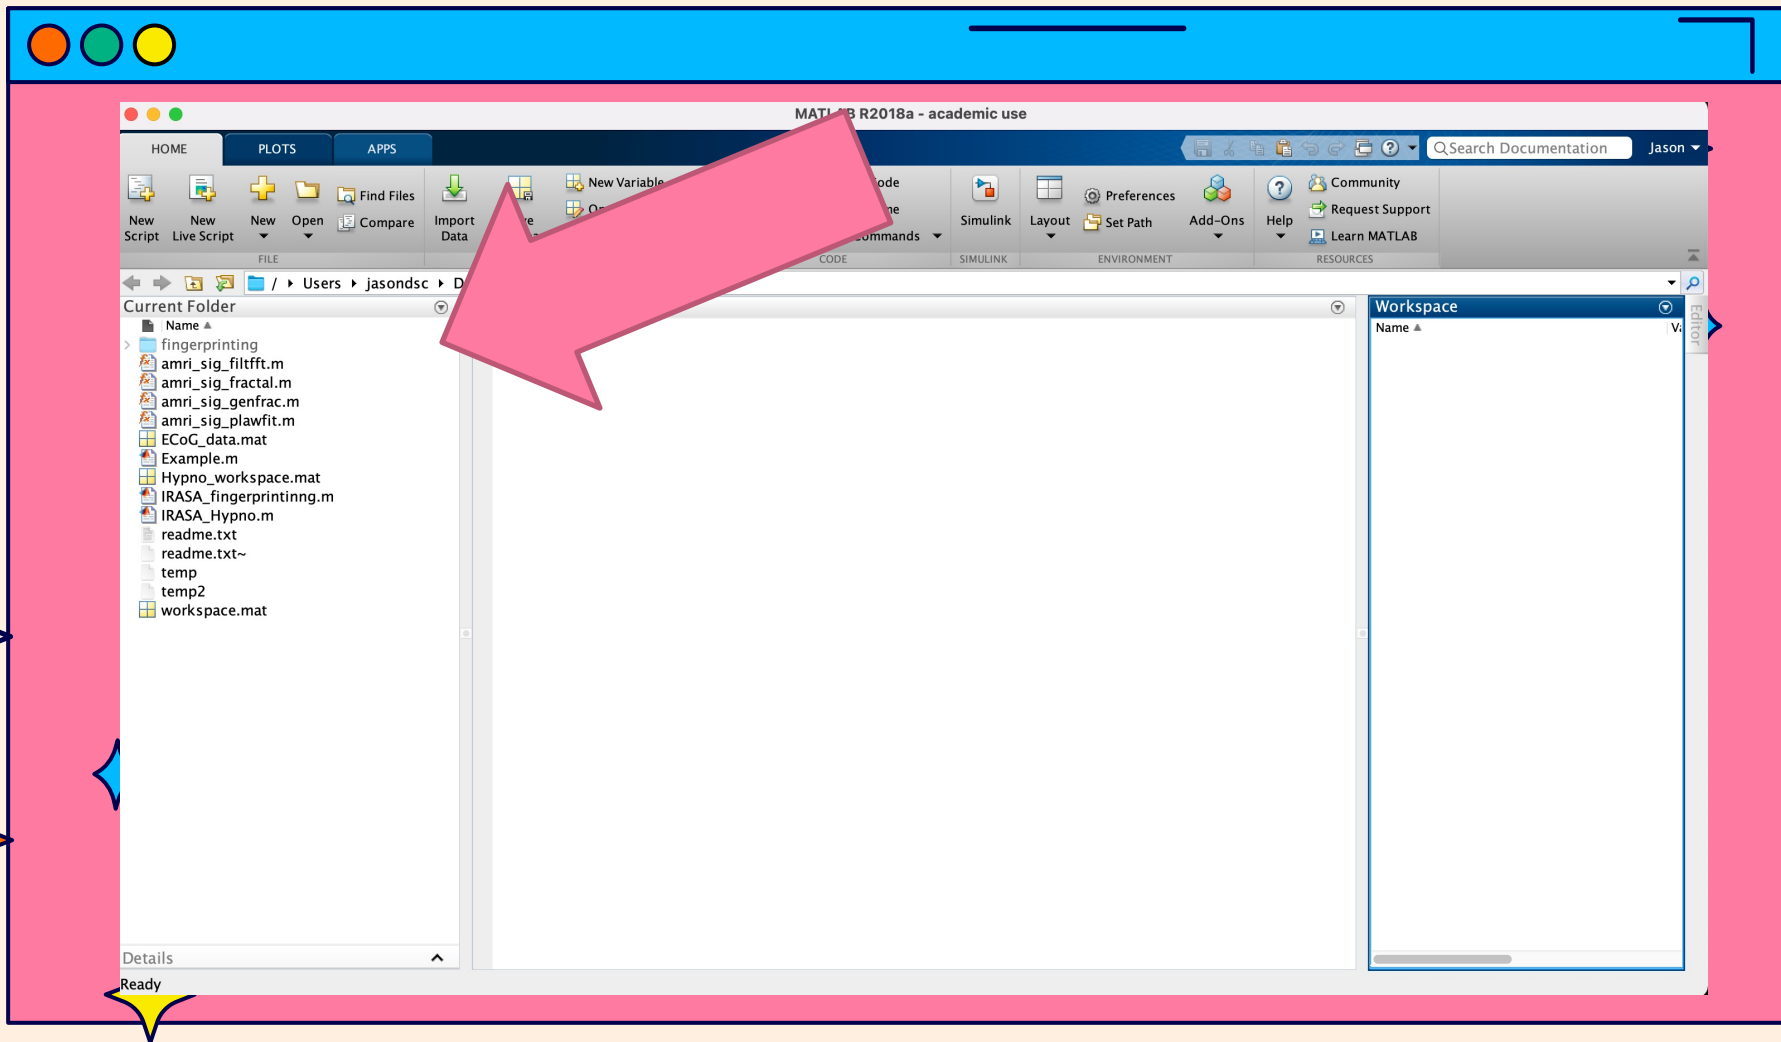 MATLAB R2018a - academic use
HOME PLOTS APPS Search Documentation Jason
New Script
New Live Script
New
Open
Find Files
Compare
Import Data
New Variable
Simulink
Layout
Preferences
Set Path
Add-Ons
Help
Community
Request Support
Learn MATLAB
FILE CODE SIMULINK ENVIRONMENT RESOURCES
/ Users jasondsc
Current Folder
Name
fingerprinting
amri_sig_filtfft.m
amri_sig_fractal.m
amri_sig_genfrac.m
amri_sig_plawfit.m
ECoG_data.mat
Example.m
Hypno_workspace.mat
IRASA_fingerprintinng.m
IRASA_Hypno.m
readme.txt
readme.txt~
temp
temp2
workspace.mat
Details
Ready
Workspace
Name
Editor